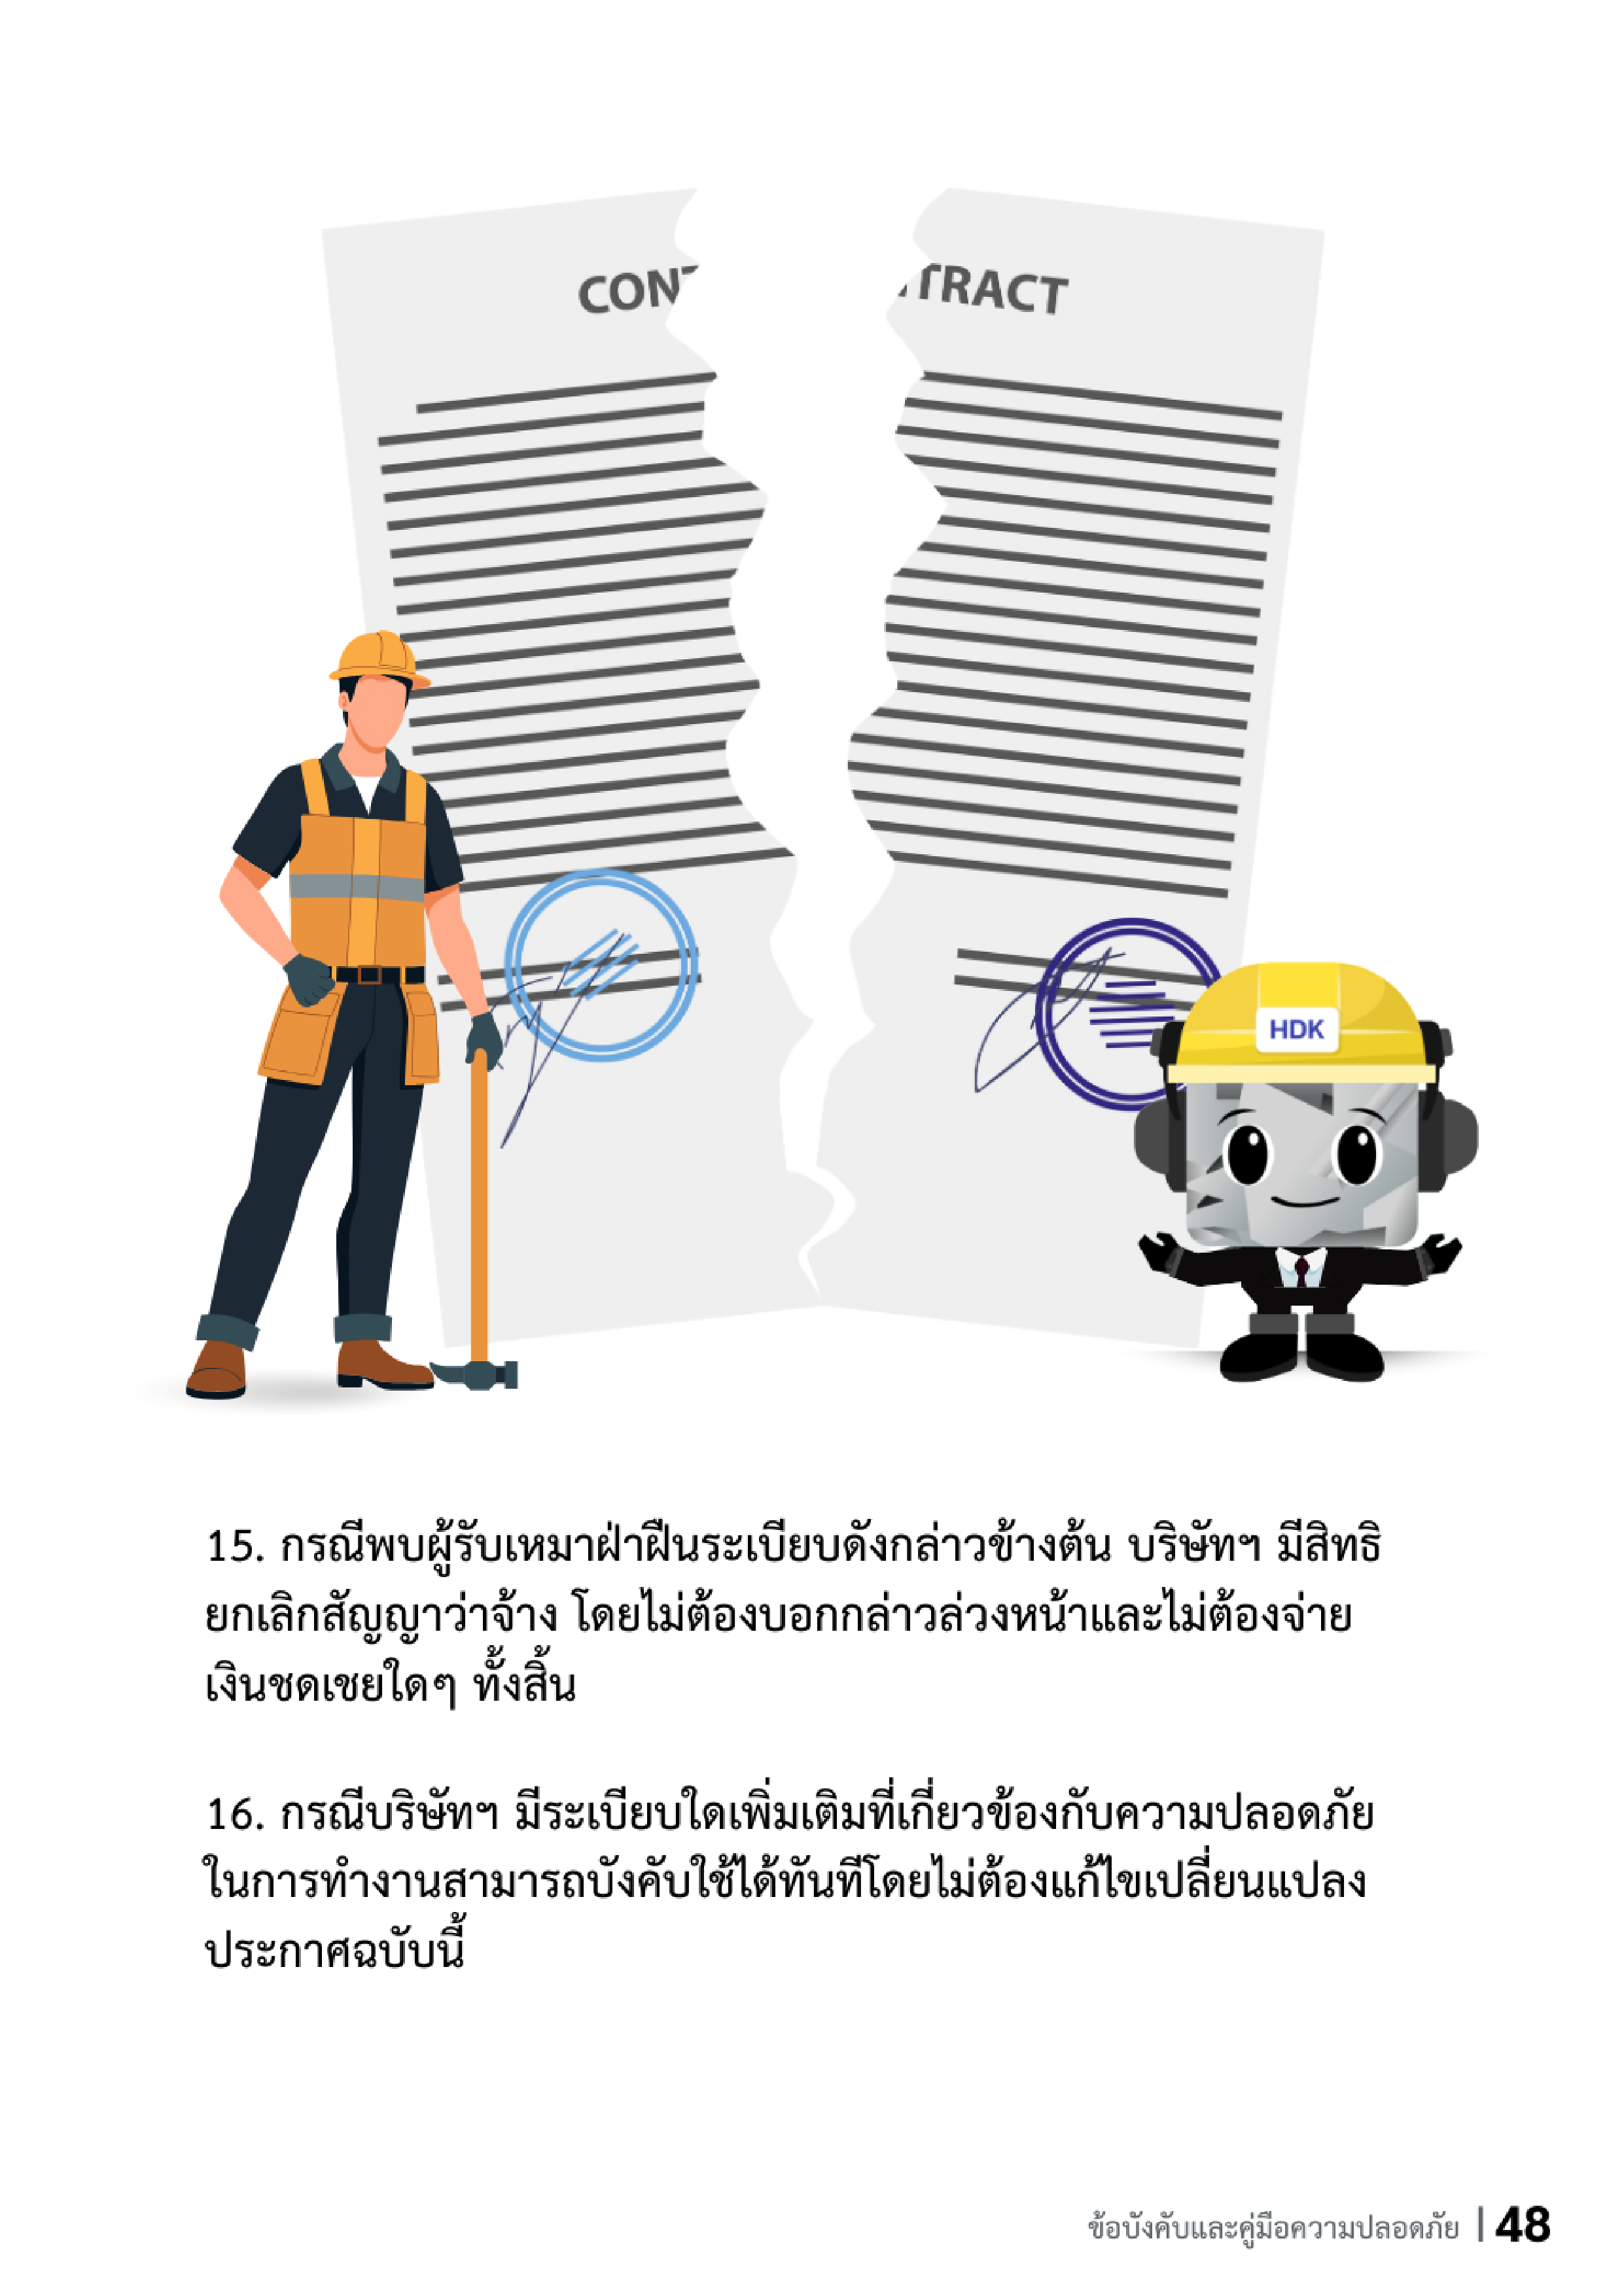 CONT
TRACT
HDK
15. กรณีพบผู้รับเหมาฝ่าฝืนระเบียบดังกล่าวข้างต้น บริษัทฯ มีสิทธิ
ยกเลิกสัญญาว่าจ้าง โดยไม่ต้องบอกกล่าวล่วงหน้าและไม่ต้องจ่าย
เงินชดเชยใดๆ ทั้งสิ้น
16. กรณีบริษัทฯ มีระเบียบใดเพิ่มเติมที่เกี่ยวข้องกับความปลอดภัย
ในการทำงานสามารถบังคับใช้ได้ทันทีโดยไม่ต้องแก้ไขเปลี่ยนแปลง
ประกาศฉบับนี้
ข้อบังคับและคู่มือความปลอดภัย | 48